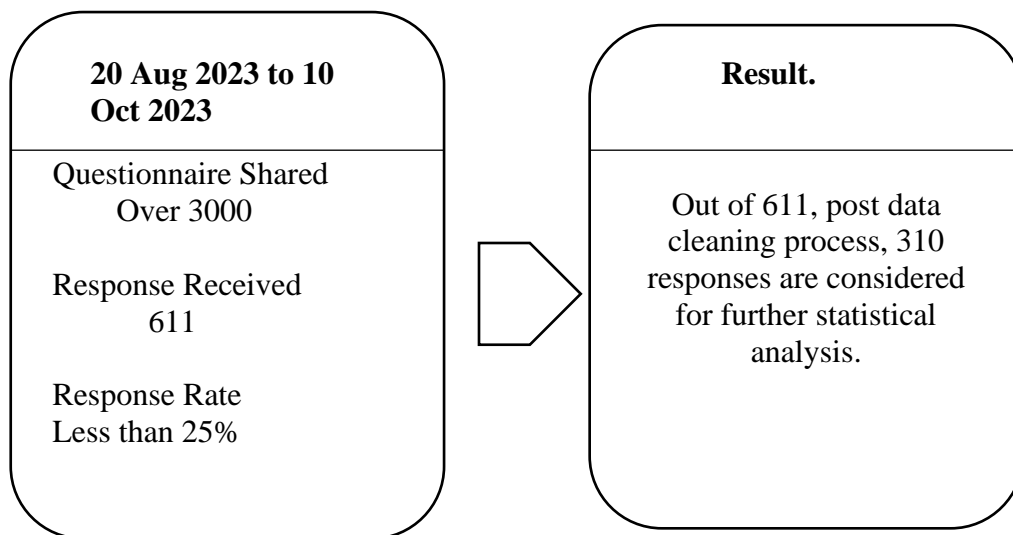 20 Aug 2023 to 10
Oct 2023
Questionnaire Shared
Over 3000
Response Received
611
Response Rate
Less than 25%
Result.
Out of 611, post data
cleaning process, 310
responses are considered
for further statistical
analysis.